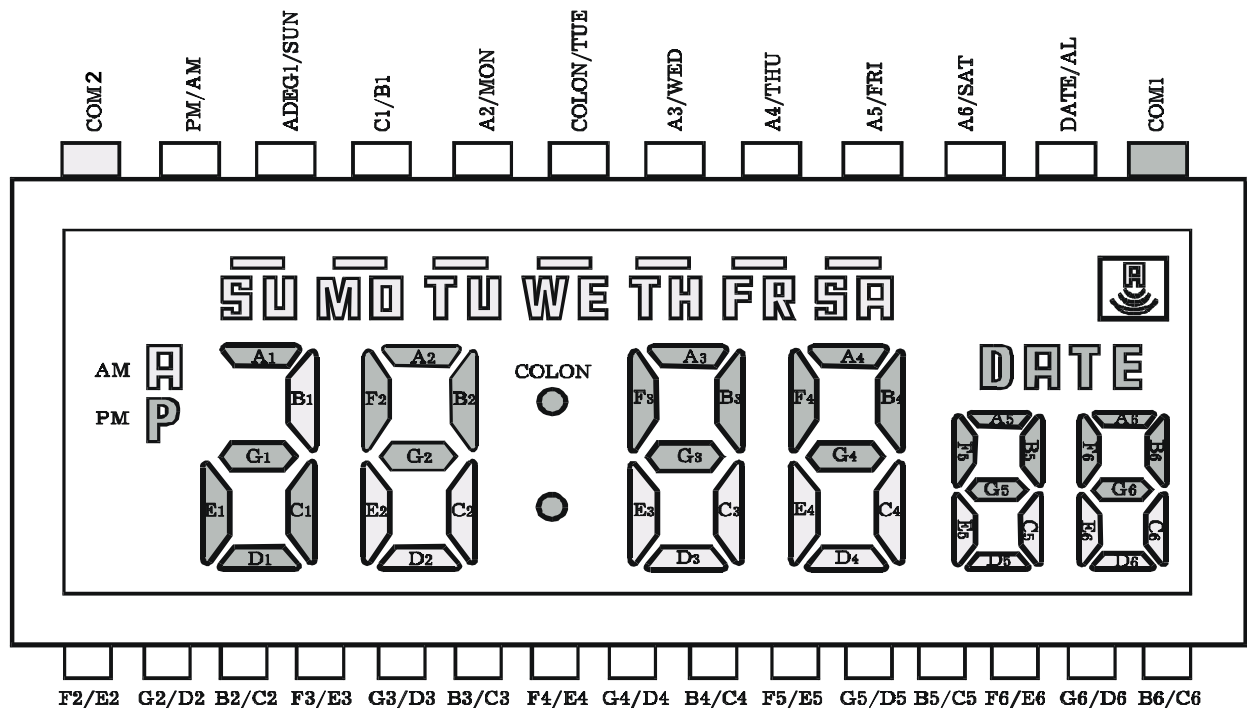 COM2 PM/AM ADEG1/SUN C1/B1 A2/MON COLON/TUE A3/WED A4/THU A5/FRI A6/SAT DATE/AL COM1
SU MO TU WE TH FR SA A
AM A A1 A2 COLON A3 A4 DATE
B1 F2 B2 F3 B3 F4 B4
PM P A5 A6
F5 B5 F6 B6
G1 G2 G3 G4
G5 G6
E1 C1 E2 C2 E3 C3 E4 C4 E5 C5 E6 C6
D1 D2 D3 D4 D5 D6
F2/E2 G2/D2 B2/C2 F3/E3 G3/D3 B3/C3 F4/E4 G4/D4 B4/C4 F5/E5 G5/D5 B5/C5 F6/E6 G6/D6 B6/C6